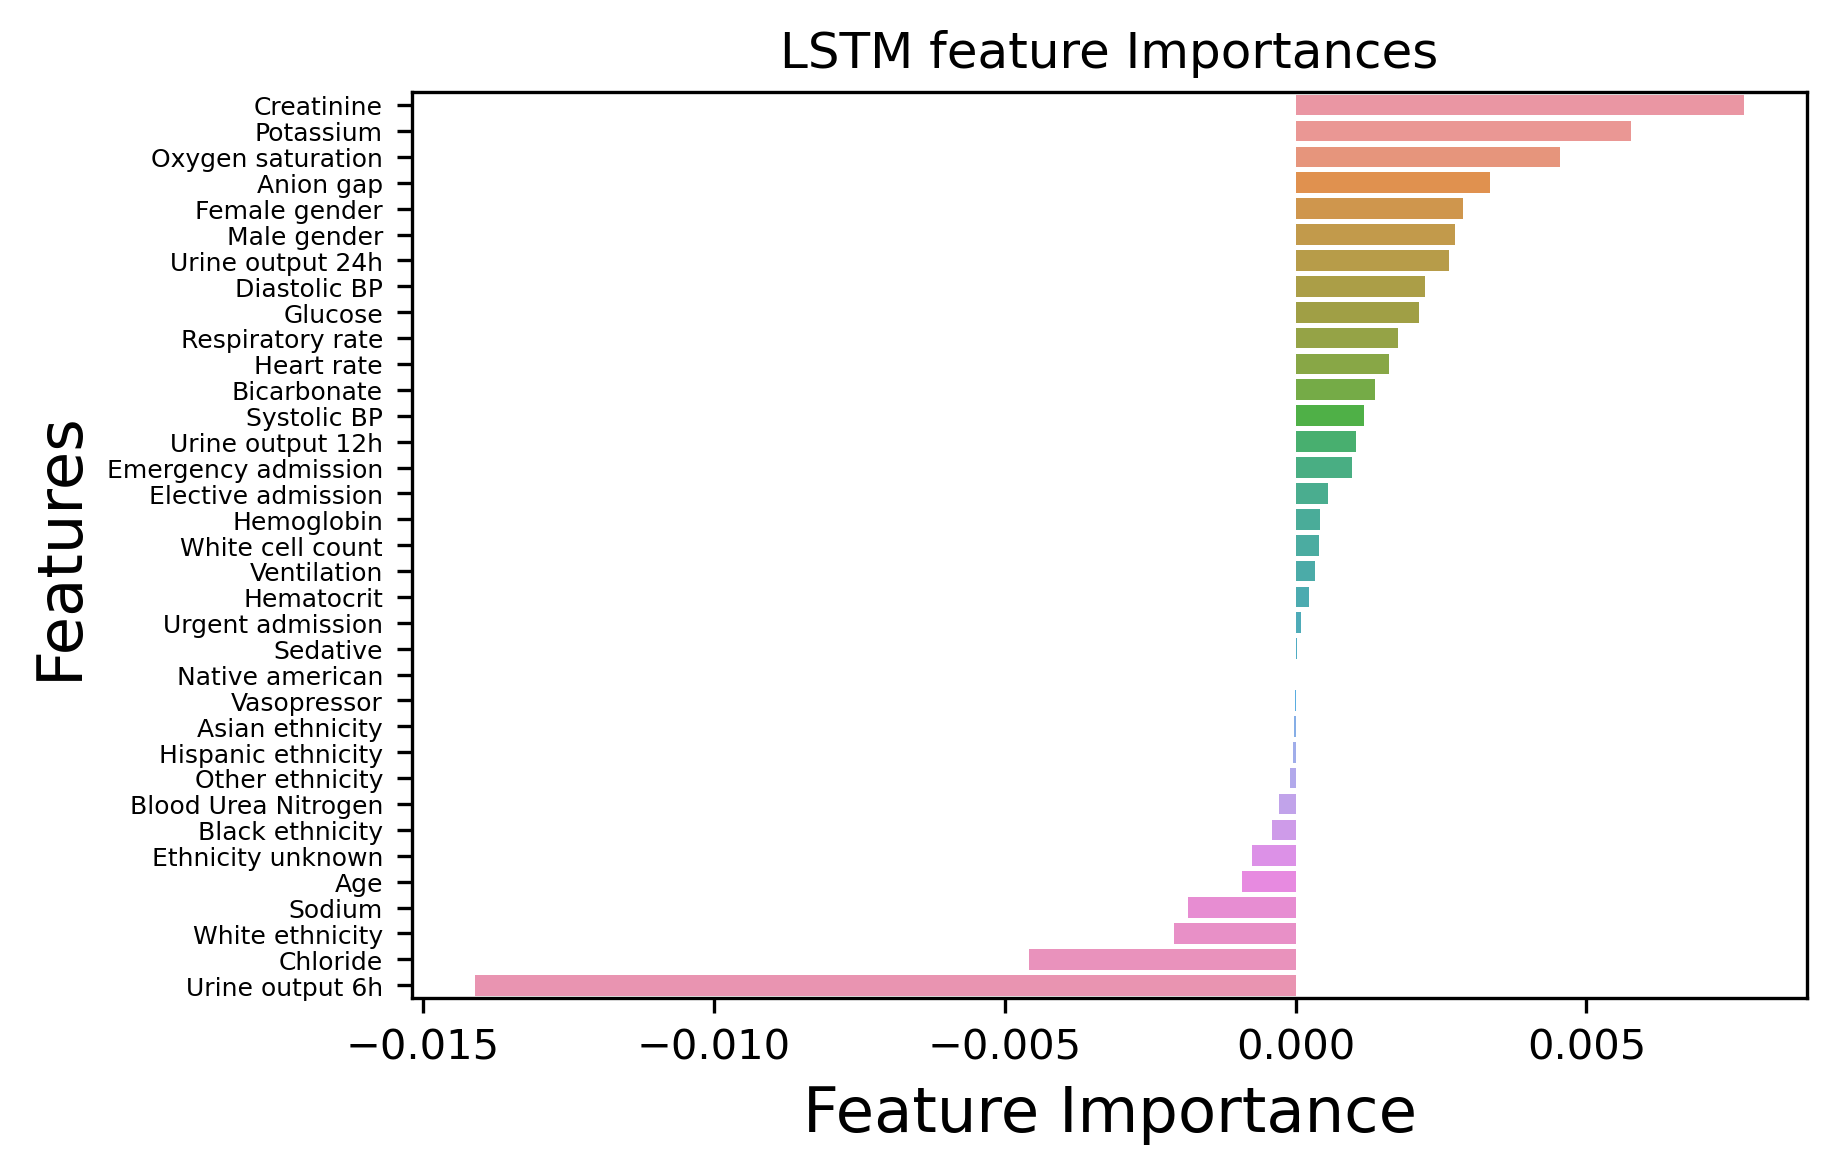 LSTM feature Importances
Creatinine
Potassium
Oxygen saturation
Anion gap
Female gender
Male gender
Urine output 24h
Diastolic BP
Glucose
Respiratory rate
Heart rate
Bicarbonate
Systolic BP
Urine output 12h
Emergency admission
Elective admission
Hemoglobin
White cell count
Ventilation
Hematocrit
Urgent admission
Sedative
Native american
Vasopressor
Asian ethnicity
Hispanic ethnicity
Other ethnicity
Blood Urea Nitrogen
Black ethnicity
Ethnicity unknown
Age
Sodium
White ethnicity
Chloride
Urine output 6h
Features
−0.015 −0.010 −0.005 0.000 0.005
Feature Importance